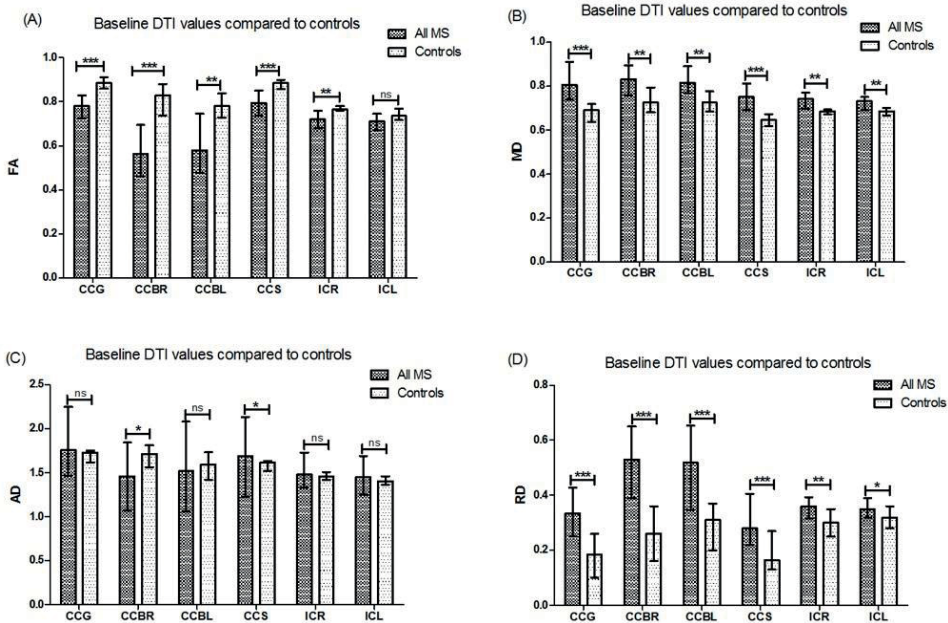 (A)
Baseline DTI values compared to controls
All MS
Controls
*** *** ** *** ** ns
1.0
0.8
0.6
0.4
0.2
0.0
FA
CCG CCBR CCBL CCS ICR ICL
(B)
Baseline DTI values compared to controls
All MS
Controls
*** ** ** *** ** **
1.0
0.8
0.6
0.4
0.2
0.0
MD
CCG CCBR CCBL CCS ICR ICL
(C)
Baseline DTI values compared to controls
All MS
Controls
ns * ns * ns ns
2.5
2.0
1.5
1.0
0.5
0.0
AD
CCG CCBR CCBL CCS ICR ICL
(D)
Baseline DTI values compared to controls
All MS
Controls
*** *** *** *** ** *
0.8
0.6
0.4
0.2
0.0
RD
CCG CCBR CCBL CCS ICR ICL